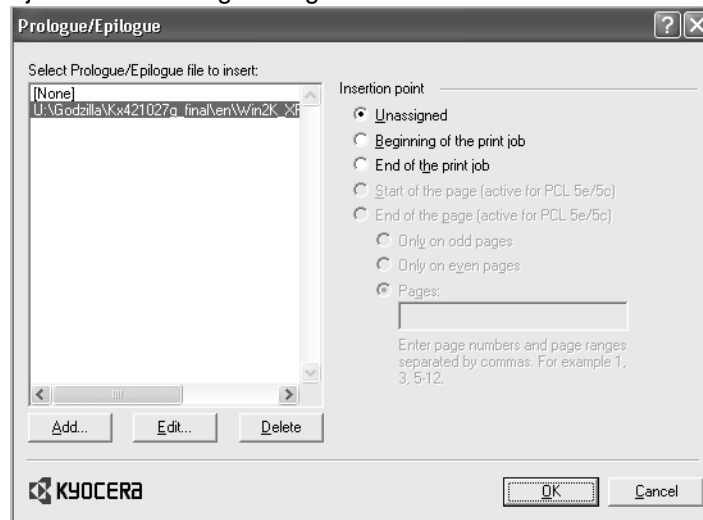 Prologue/Epilogue
Select Prologue/Epilogue file to insert:
[None]
U:\Godzilla\Kx421027g_final\en\Win2K_XF
Add...
Edit...
Delete
Insertion point
Unassigned
Beginning of the print job
End of the print job
Start of the page (active for PCL 5e/5c)
End of the page (active for PCL 5e/5c)
Only on odd pages
Only on even pages
Pages:
Enter page numbers and page ranges
separated by commas. For example 1,
3, 5-12.
KYOCERA
OK
Cancel